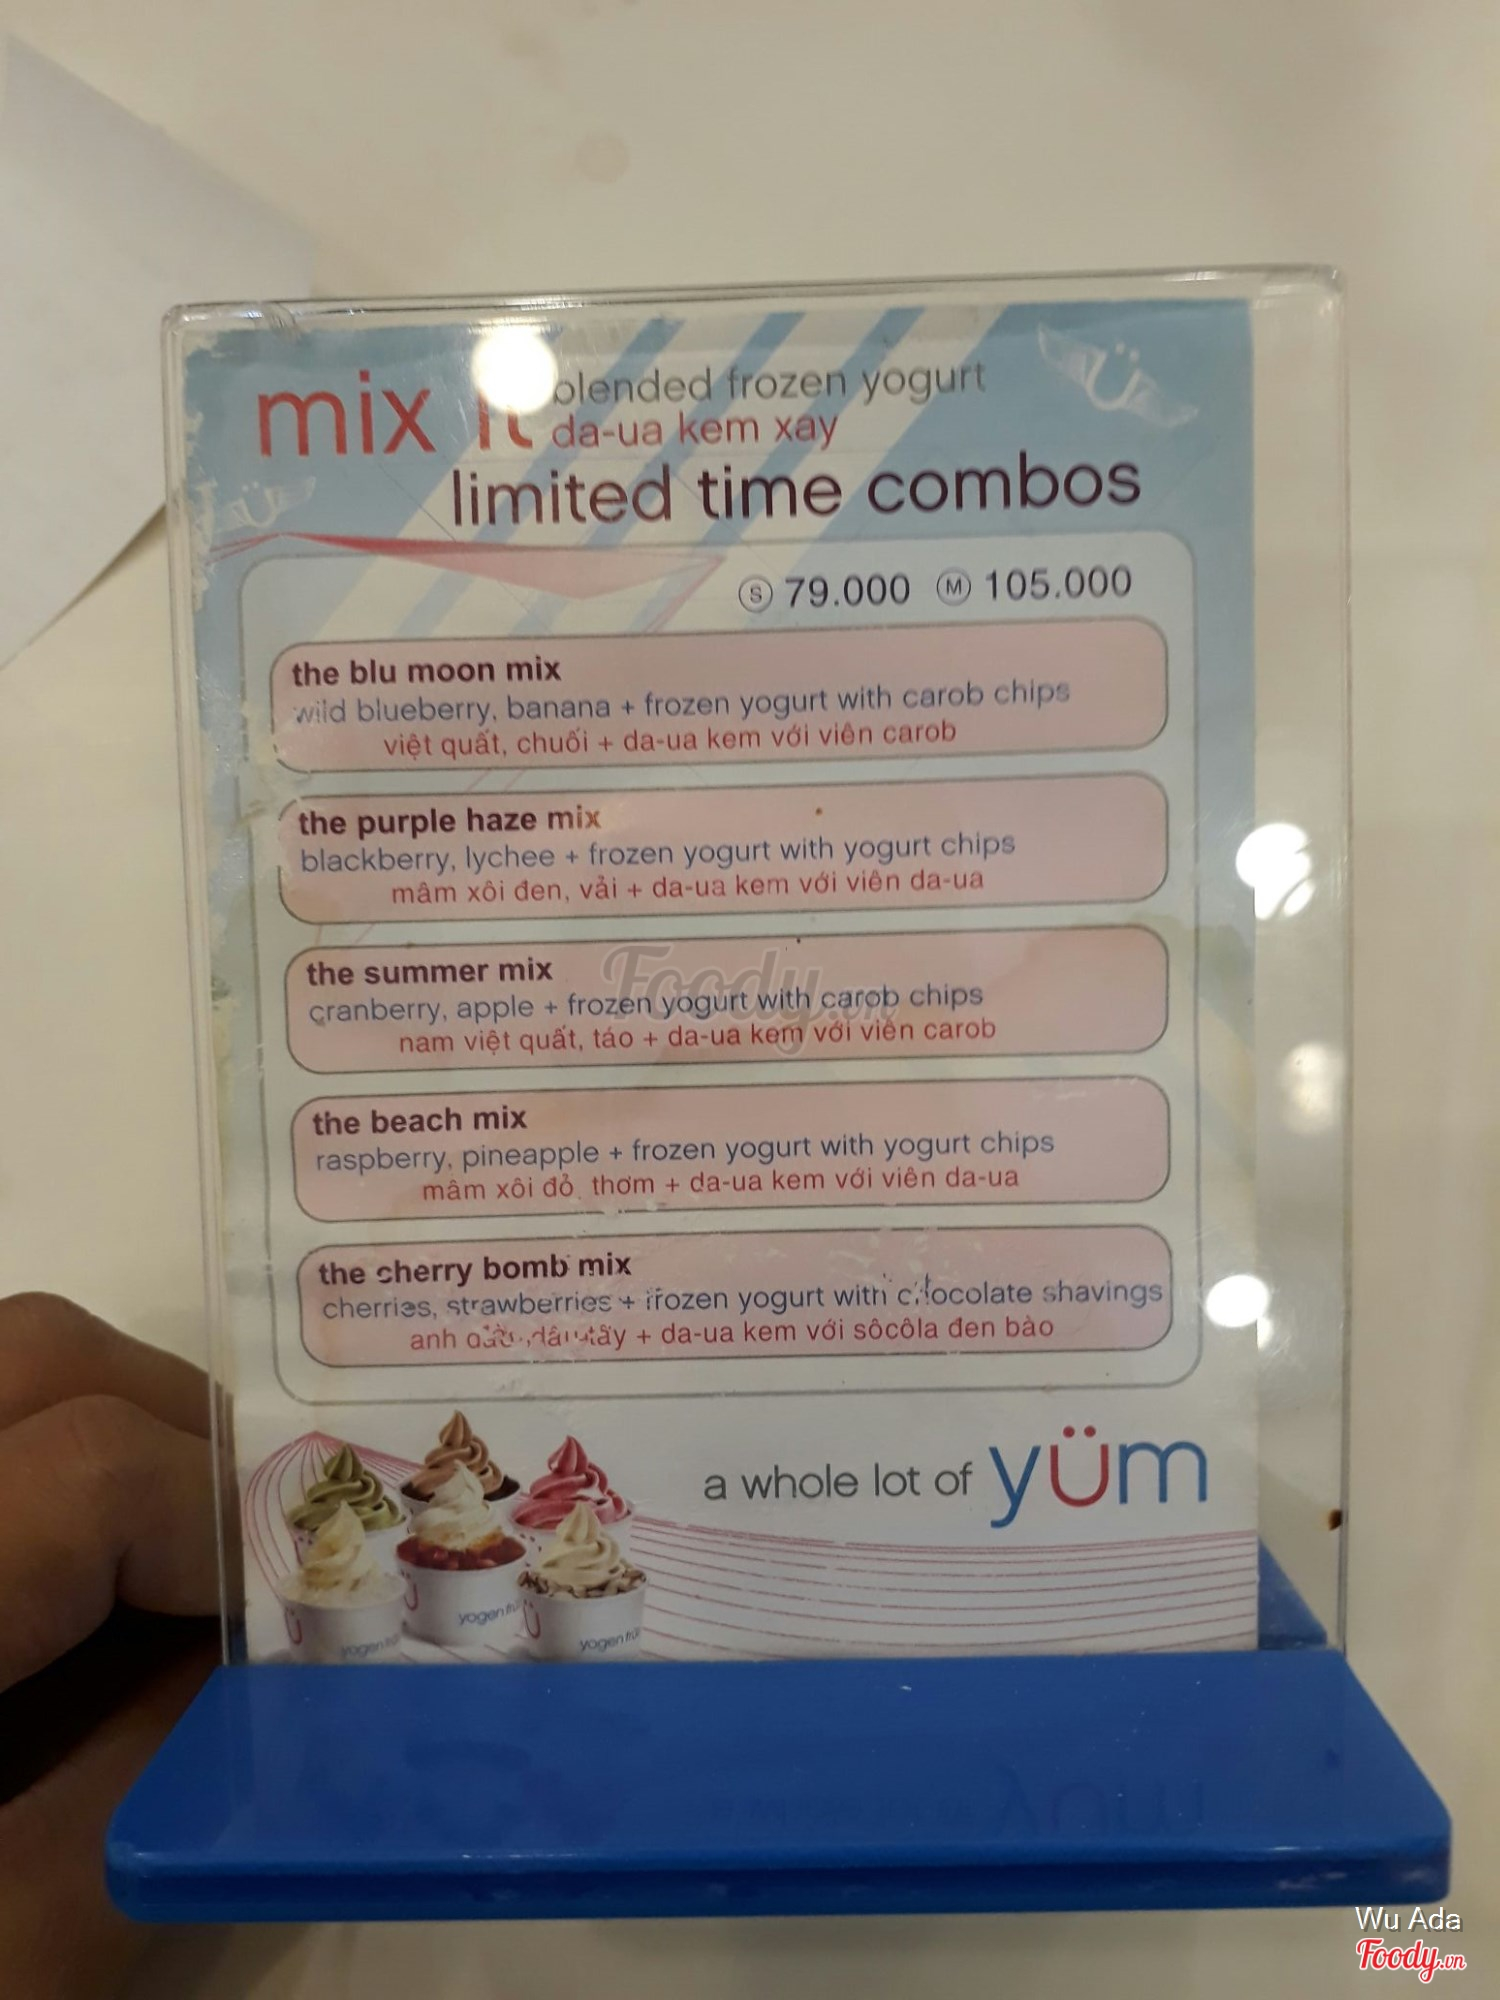 mix it blended frozen yogurt
da-ua kem xay
limited time combos
S 79.000 M 105.000
the blu moon mix
wild blueberry, banana + frozen yogurt with carob chips
việt quất, chuối + da-ua kem với viên carob
the purple haze mix
blackberry, lychee + frozen yogurt with yogurt chips
mâm xôi đen, vải + da-ua kem với viên da-ua
the summer mix
cranberry, apple + frozen yogurt with carob chips
nam việt quất, táo + da-ua kem với viên carob
the beach mix
raspberry, pineapple + frozen yogurt with yogurt chips
mâm xôi đỏ, thơm + da-ua kem với viên da-ua
the cherry bomb mix
cherries, strawberries + frozen yogurt with chocolate shavings
anh đào, dâu tây + da-ua kem với sôcôla đen bào
a whole lot of yüm
yogen
yogen
yogen
Foody.vn
Wu Ada
Foody.vn